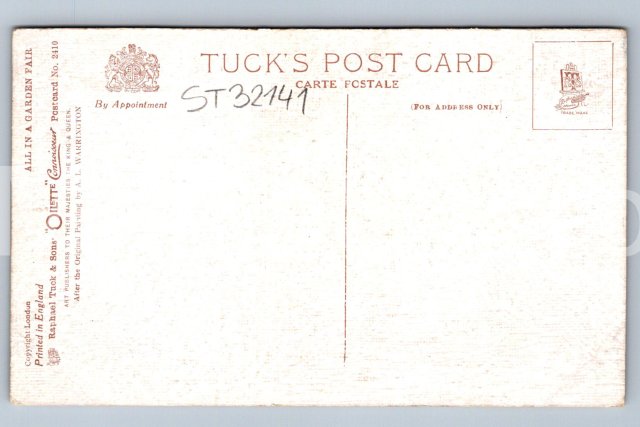 TUCK'S POST CARD
CARTE POSTALE
By Appointment
ST32141
(FOR ADDRESS ONLY)
TRADE MARK
ALL IN A GARDEN FAIR
Copyright London
Printed in England
Raphael Tuck & Sons' "OILETTE" Connoisseur Postcard No. 2419
ART PUBLISHERS TO THEIR MAJESTIES THE KING & QUEEN.
After the Original Painting by A. L. WARRINGTON